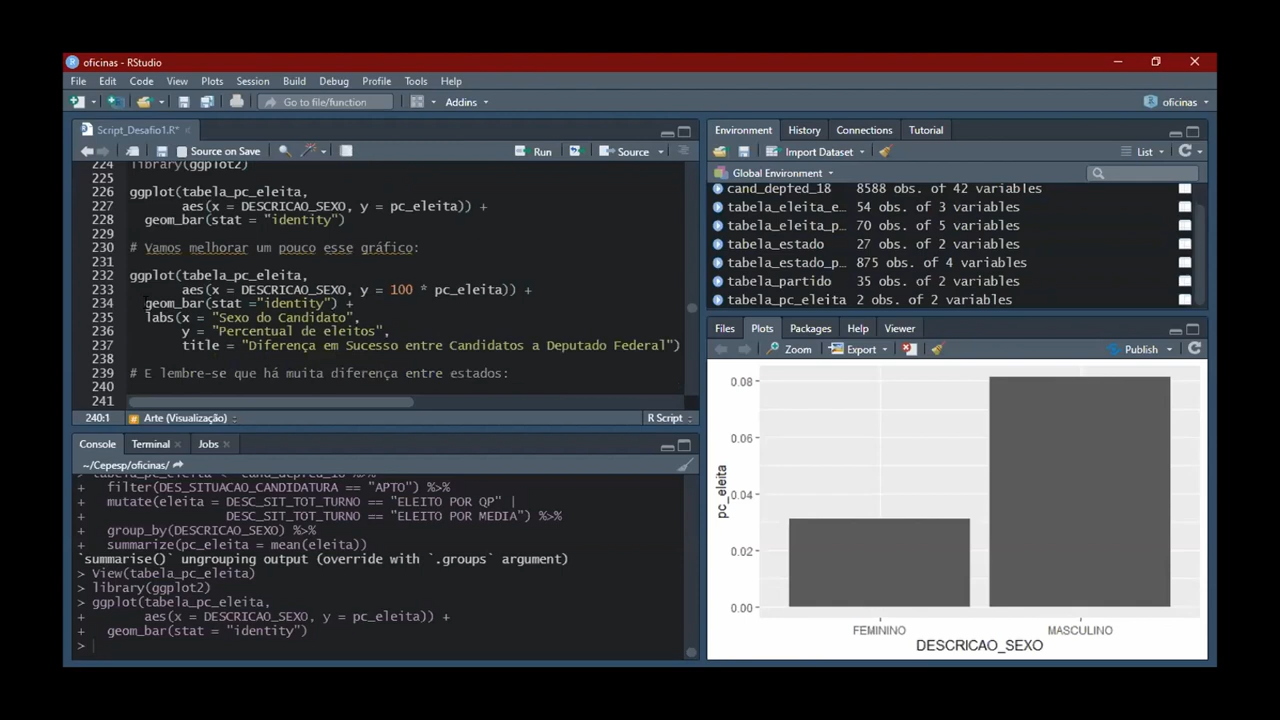 oficinas - RStudio
File Edit Code View Plots Session Build Debug Profile Tools Help
Go to file/function Addins oficinas
Script_Desafio1.R*
Source on Save Run Source
224 library(ggplot2)
225
226 ggplot(tabela_pc_eleita,
227 aes(x = DESCRICAO_SEXO, y = pc_eleita)) +
228 geom_bar(stat = "identity")
229
230 # Vamos melhorar um pouco esse gráfico:
231
232 ggplot(tabela_pc_eleita,
233 aes(x = DESCRICAO_SEXO, y = 100 * pc_eleita)) +
234 geom_bar(stat ="identity") +
235 labs(x = "Sexo do Candidato",
236 y = "Percentual de eleitos",
237 title = "Diferença em Sucesso entre Candidatos a Deputado Federal")
238
239 # E lembre-se que há muita diferença entre estados:
240
241
240:1 Arte (Visualização) R Script
Console Terminal Jobs
~/Cepesp/oficinas/
> tabela_pc_eleita <- cand_depfed_18 %>%
+ filter(DES_SITUACAO_CANDIDATURA == "APTO") %>%
+ mutate(eleita = DESC_SIT_TOT_TURNO == "ELEITO POR QP" |
+ DESC_SIT_TOT_TURNO == "ELEITO POR MEDIA") %>%
+ group_by(DESCRICAO_SEXO) %>%
+ summarize(pc_eleita = mean(eleita))
`summarise()` ungrouping output (override with `.groups` argument)
> View(tabela_pc_eleita)
> library(ggplot2)
> ggplot(tabela_pc_eleita,
+ aes(x = DESCRICAO_SEXO, y = pc_eleita)) +
+ geom_bar(stat = "identity")
>
Environment History Connections Tutorial
Import Dataset List
Global Environment
cand_depfed_18 8588 obs. of 42 variables
tabela_eleita_e… 54 obs. of 3 variables
tabela_eleita_p… 70 obs. of 5 variables
tabela_estado 27 obs. of 2 variables
tabela_estado_p… 875 obs. of 4 variables
tabela_partido 35 obs. of 2 variables
tabela_pc_eleita 2 obs. of 2 variables
Files Plots Packages Help Viewer
Zoom Export Publish
0.08
0.06
0.04
0.02
0.00
pc_eleita
FEMININO MASCULINO
DESCRICAO_SEXO